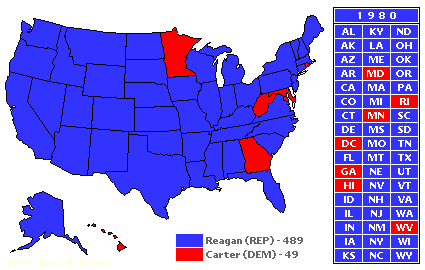 1980
AL KY ND
AK LA OH
AZ ME OK
AR MD OR
CA MA PA
CO MI RI
CT MN SC
DE MS SD
DC MO TN
FL MT TX
GA NE UT
HI NV VT
ID NH VA
IL NJ WA
IN NM WV
IA NY WI
KS NC WY
Reagan (REP) - 489
Carter (DEM) - 49